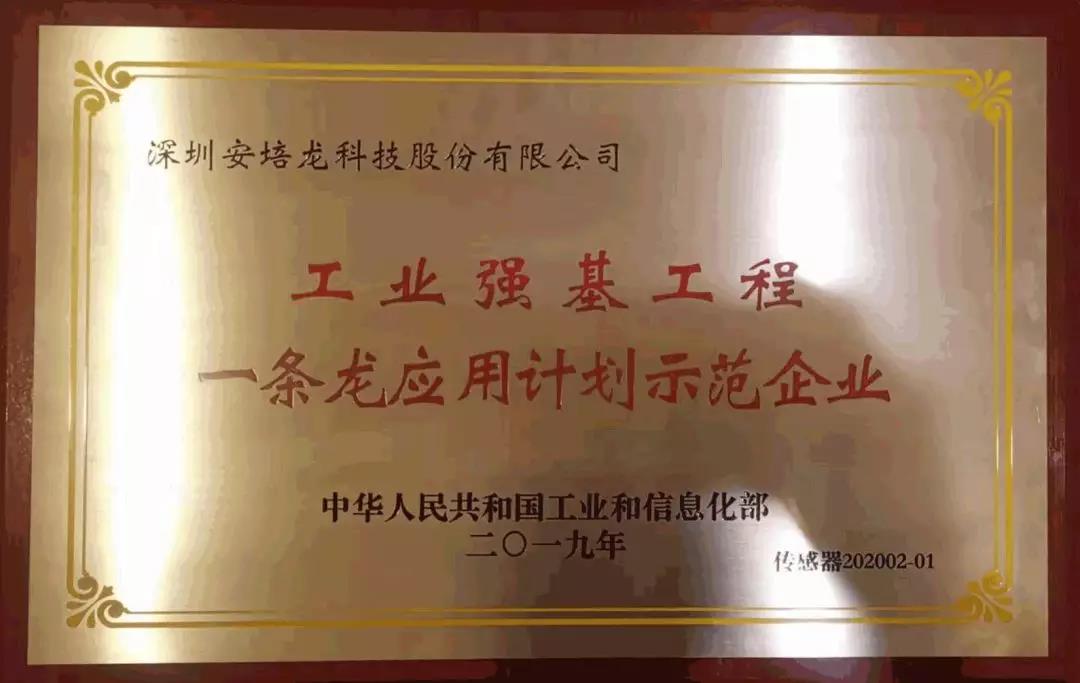 深圳安培龙科技股份有限公司
工业强基工程
一条龙应用计划示范企业
中华人民共和国工业和信息化部
二〇一九年
传感器202002-01